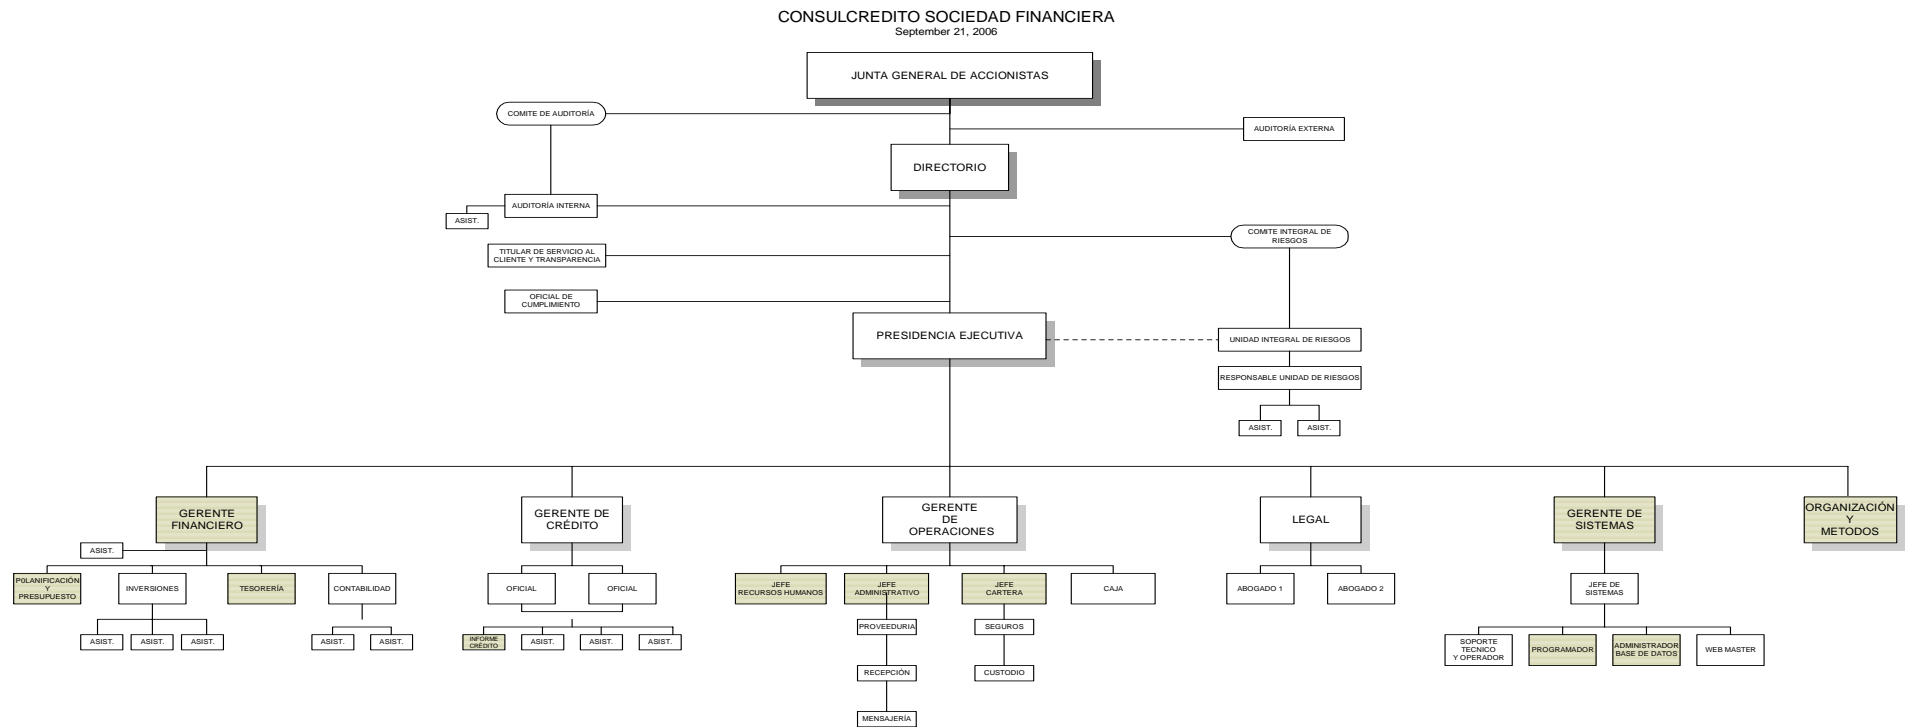 CONSULCREDITO SOCIEDAD FINANCIERA
September 21, 2006
JUNTA GENERAL DE ACCIONISTAS
COMITE DE AUDITORÍA
AUDITORÍA EXTERNA
DIRECTORIO
AUDITORÍA INTERNA
ASIST.
COMITE INTEGRAL DE
RIESGOS
TITULAR DE SERVICIO AL
CLIENTE Y TRANSPARENCIA
OFICIAL DE
CUMPLIMIENTO
PRESIDENCIA EJECUTIVA
UNIDAD INTEGRAL DE RIESGOS
RESPONSABLE UNIDAD DE RIESGOS
ASIST.
ASIST.
GERENTE
FINANCIERO
GERENTE DE
CRÉDITO
GERENTE
DE
OPERACIONES
LEGAL
GERENTE DE
SISTEMAS
ORGANIZACIÓN
Y
METODOS
ASIST.
P0LANIFICACIÓN
Y
PRESUPUESTO
INVERSIONES
TESORERÍA
CONTABILIDAD
OFICIAL
OFICIAL
JEFE
RECURSOS HUMANOS
JEFE
ADMINISTRATIVO
JEFE
CARTERA
CAJA
ABOGADO 1
ABOGADO 2
JEFE DE
SISTEMAS
ASIST.
ASIST.
ASIST.
ASIST.
ASIST.
INFORME
CRÉDITO
ASIST.
ASIST.
ASIST.
PROVEEDURIA
SEGUROS
SOPORTE
TECNICO
Y OPERADOR
PROGRAMADOR
ADMINISTRADOR
BASE DE DATOS
WEB MASTER
RECEPCIÓN
CUSTODIO
MENSAJERÍA